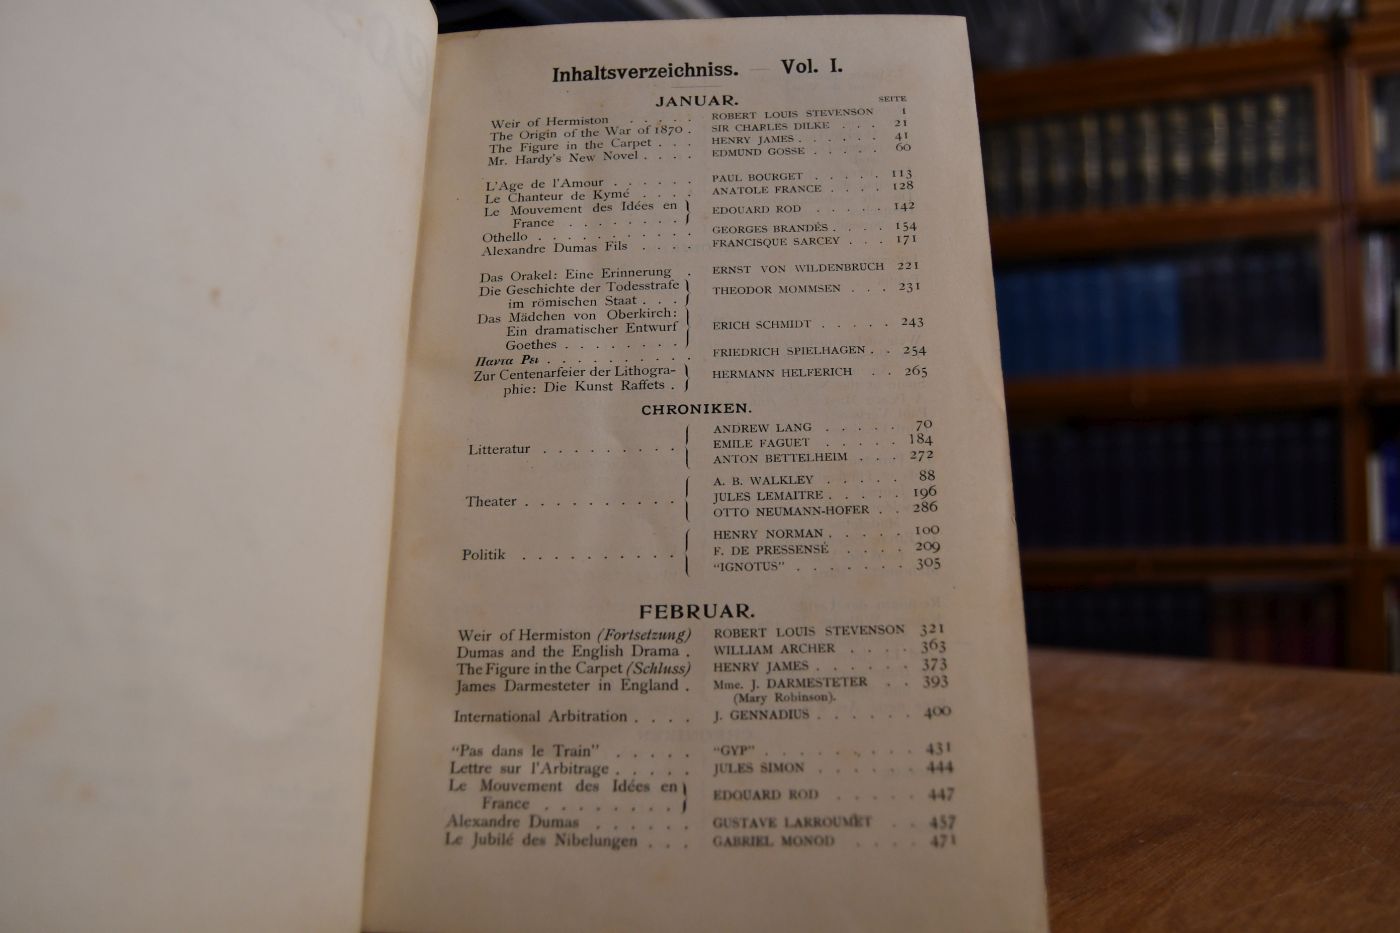 Inhaltsverzeichniss. — Vol. I.
JANUAR.
SEITE
Weir of Hermiston . . . . . . ROBERT LOUIS STEVENSON 1
The Origin of the War of 1870 . SIR CHARLES DILKE . . . 21
The Figure in the Carpet . . . HENRY JAMES . . . . . . 41
Mr. Hardy's New Novel . . . . EDMUND GOSSE . . . . . 60
L'Age de l'Amour . . . . . . PAUL BOURGET . . . . . 113
Le Chanteur de Kymé . . . . ANATOLE FRANCE . . . . 128
Le Mouvement des Idées en
France . . . . . . . . EDOUARD ROD . . . . . 142
Othello . . . . . . . . . . GEORGES BRANDÈS . . . . 154
Alexandre Dumas Fils . . . . FRANCISQUE SARCEY . . . 171
Das Orakel: Eine Erinnerung . ERNST VON WILDENBRUCH 221
Die Geschichte der Todesstrafe
im römischen Staat . . . THEODOR MOMMSEN . . . 231
Das Mädchen von Oberkirch:
Ein dramatischer Entwurf
Goethes . . . . . . . . ERICH SCHMIDT . . . . . 243
Παντα Ρει . . . . . . . . . . FRIEDRICH SPIELHAGEN . . 254
Zur Centenarfeier der Lithogra-
phie: Die Kunst Raffets . HERMANN HELFERICH . . 265
CHRONIKEN.
Litteratur . . . . . . . . .
ANDREW LANG . . . . . 70
EMILE FAGUET . . . . . 184
ANTON BETTELHEIM . . . 272
Theater . . . . . . . . . .
A. B. WALKLEY . . . . . 88
JULES LEMAITRE . . . . . 196
OTTO NEUMANN-HOFER . . 286
Politik . . . . . . . . . .
HENRY NORMAN . . . . . 100
F. DE PRESSENSÉ . . . . 209
"IGNOTUS" . . . . . . . 305
FEBRUAR.
Weir of Hermiston (Fortsetzung) ROBERT LOUIS STEVENSON 321
Dumas and the English Drama . WILLIAM ARCHER . . . . 363
The Figure in the Carpet (Schluss) HENRY JAMES . . . . . . 373
James Darmesteter in England . Mme. J. DARMESTETER . . 393
(Mary Robinson).
International Arbitration . . . . J. GENNADIUS . . . . . . 400
"Pas dans le Train" . . . . . "GYP" . . . . . . . . . 431
Lettre sur l'Arbitrage . . . . . JULES SIMON . . . . . . 444
Le Mouvement des Idées en
France . . . . . . . . EDOUARD ROD . . . . . 447
Alexandre Dumas . . . . . . GUSTAVE LARROUMET . . 457
Le Jubilé des Nibelungen . . . GABRIEL MONOD . . . . 471